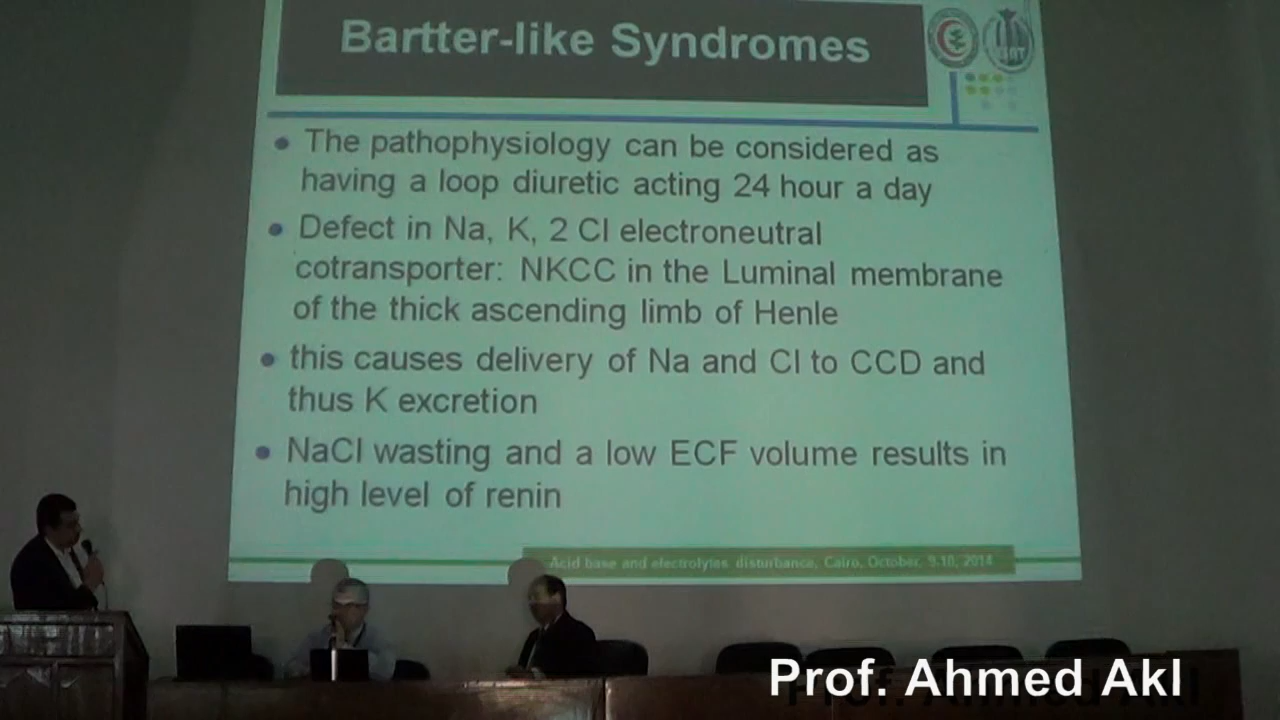 Bartter-like Syndromes
• The pathophysiology can be considered as
having a loop diuretic acting 24 hour a day
• Defect in Na, K, 2 Cl electroneutral
cotransporter: NKCC in the Luminal membrane
of the thick ascending limb of Henle
• this causes delivery of Na and Cl to CCD and
thus K excretion
• NaCl wasting and a low ECF volume results in
high level of renin
Acid base and electrolytes disturbance, Cairo, October, 9-10, 2014
Prof. Ahmed Akl